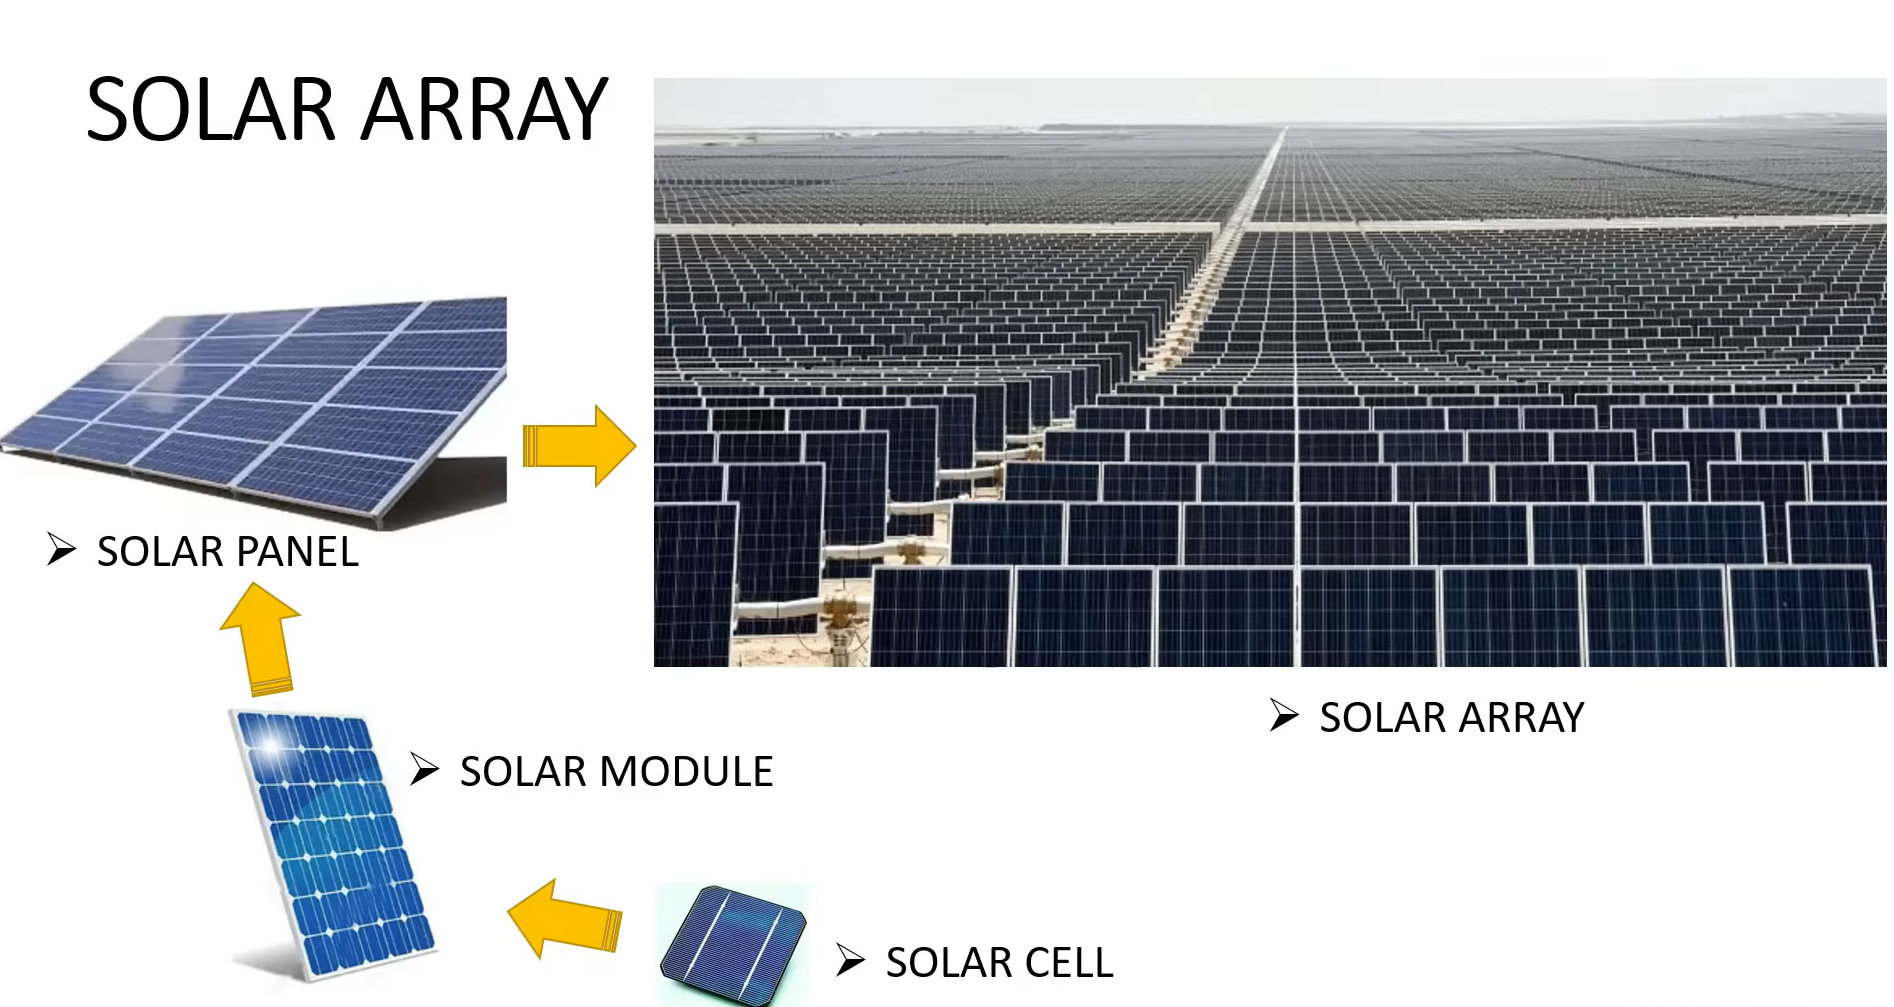 SOLAR ARRAY
➢ SOLAR PANEL
➢ SOLAR ARRAY
➢ SOLAR MODULE
➢ SOLAR CELL